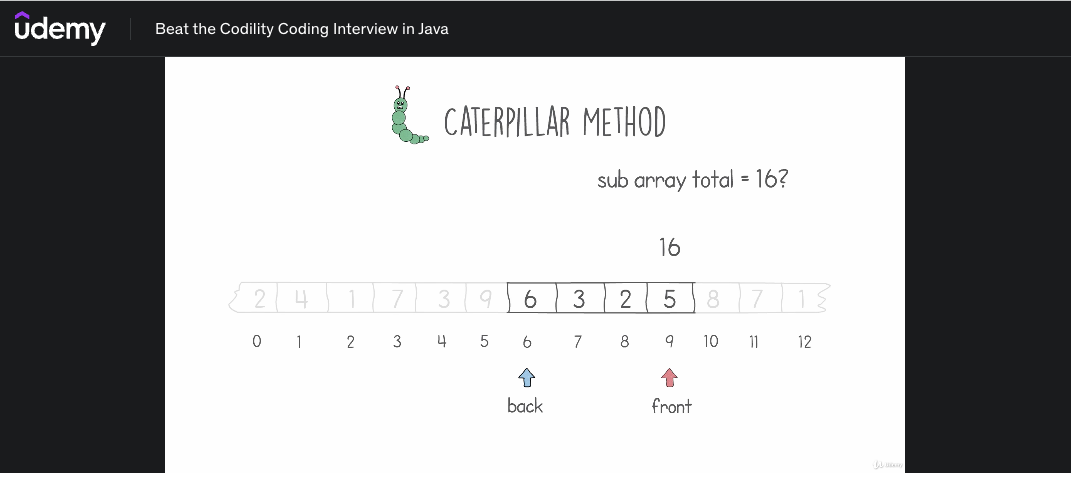 udemy Beat the Codility Coding Interview in Java
CATERPILLAR METHOD
sub array total = 16?
16
2 4 1 7 3 9 6 3 2 5 8 7 1
0 1 2 3 4 5 6 7 8 9 10 11 12
back front
Udemy